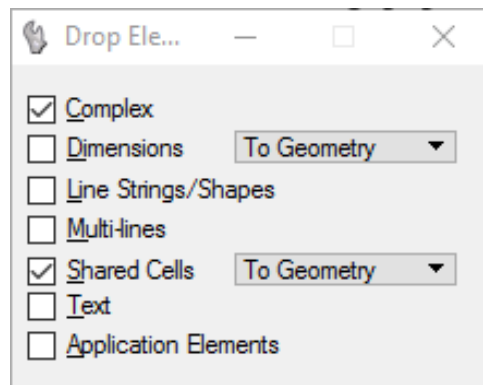 Drop Ele...
Complex
Dimensions To Geometry
Line Strings/Shapes
Multi-lines
Shared Cells To Geometry
Text
Application Elements